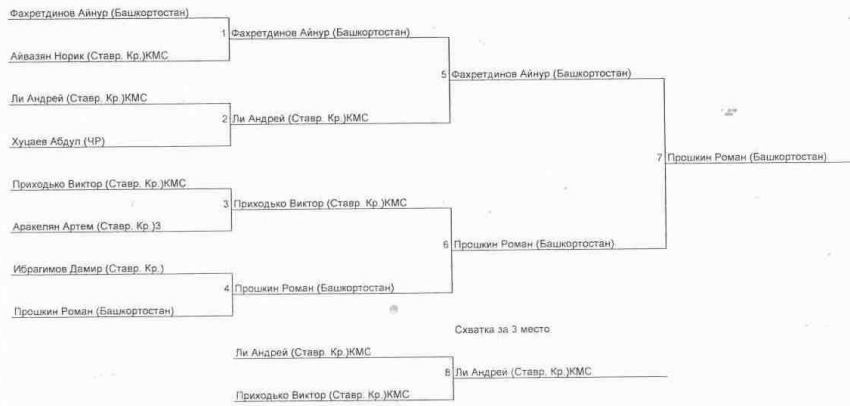 Фахретдинов Айнур (Башкортостан)
1 Фахретдинов Айнур (Башкортостан)
Айвазян Норик (Ставр. Кр.)КМС
5 Фахретдинов Айнур (Башкортостан)
Ли Андрей (Ставр. Кр.)КМС
2 Ли Андрей (Ставр. Кр.)КМС
Хуцаев Абдул (ЧР)
7 Прошкин Роман (Башкортостан)
Приходько Виктор (Ставр. Кр.)КМС
3 Приходько Виктор (Ставр. Кр.)КМС
Аракелян Артем (Ставр. Кр.)3
6 Прошкин Роман (Башкортостан)
Ибрагимов Дамир (Ставр. Кр.)
4 Прошкин Роман (Башкортостан)
Прошкин Роман (Башкортостан)
Схватка за 3 место
Ли Андрей (Ставр. Кр.)КМС
8 Ли Андрей (Ставр. Кр.)КМС
Приходько Виктор (Ставр. Кр.)КМС